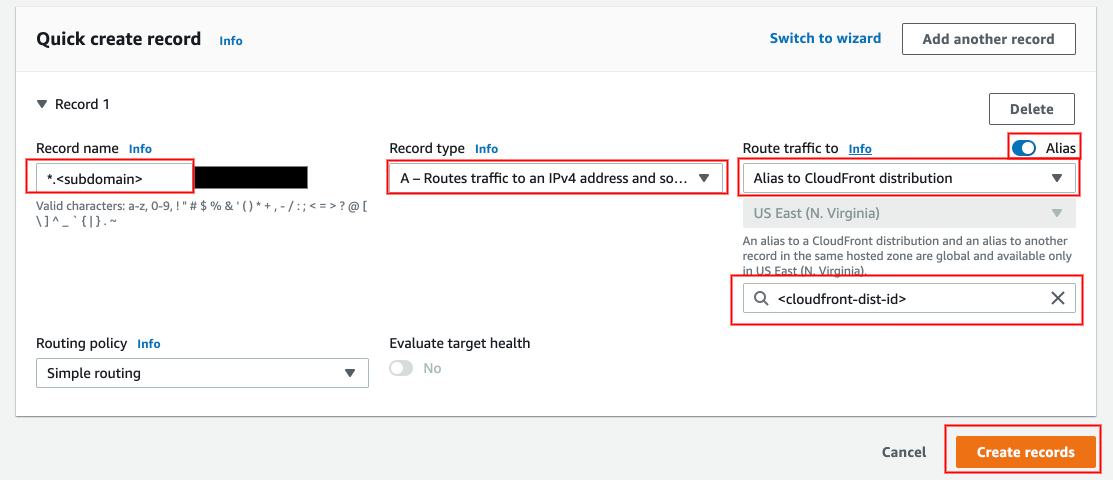 Quick create record Info Switch to wizard Add another record
▼ Record 1 Delete
Record name Info Record type Info Route traffic to Info Alias
*.<subdomain> A – Routes traffic to an IPv4 address and so... Alias to CloudFront distribution
Valid characters: a-z, 0-9, ! " # $ % & ' ( ) * + , - / : ; < = > ? @ [
\ ] ^ _ ` { | } . ~
US East (N. Virginia)
An alias to a CloudFront distribution and an alias to another
record in the same hosted zone are global and available only
in US East (N. Virginia).
<cloudfront-dist-id>
Routing policy Info Evaluate target health
Simple routing No
Cancel Create records